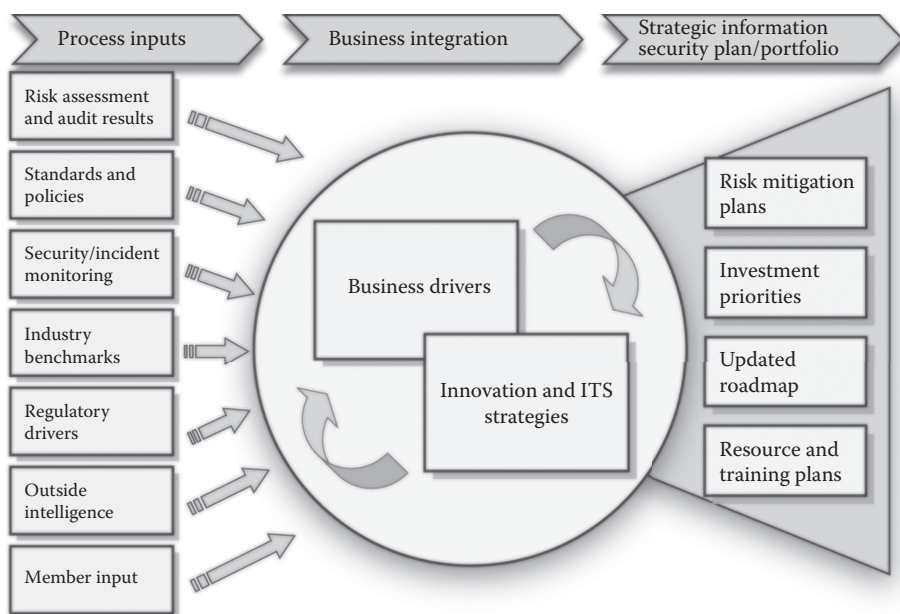 Process inputs
Business integration
Strategic information
security plan/portfolio
Risk assessment
and audit results
Standards and
policies
Security/incident
monitoring
Industry
benchmarks
Regulatory
drivers
Outside
intelligence
Member input
Business drivers
Innovation and ITS
strategies
Risk mitigation
plans
Investment
priorities
Updated
roadmap
Resource and
training plans